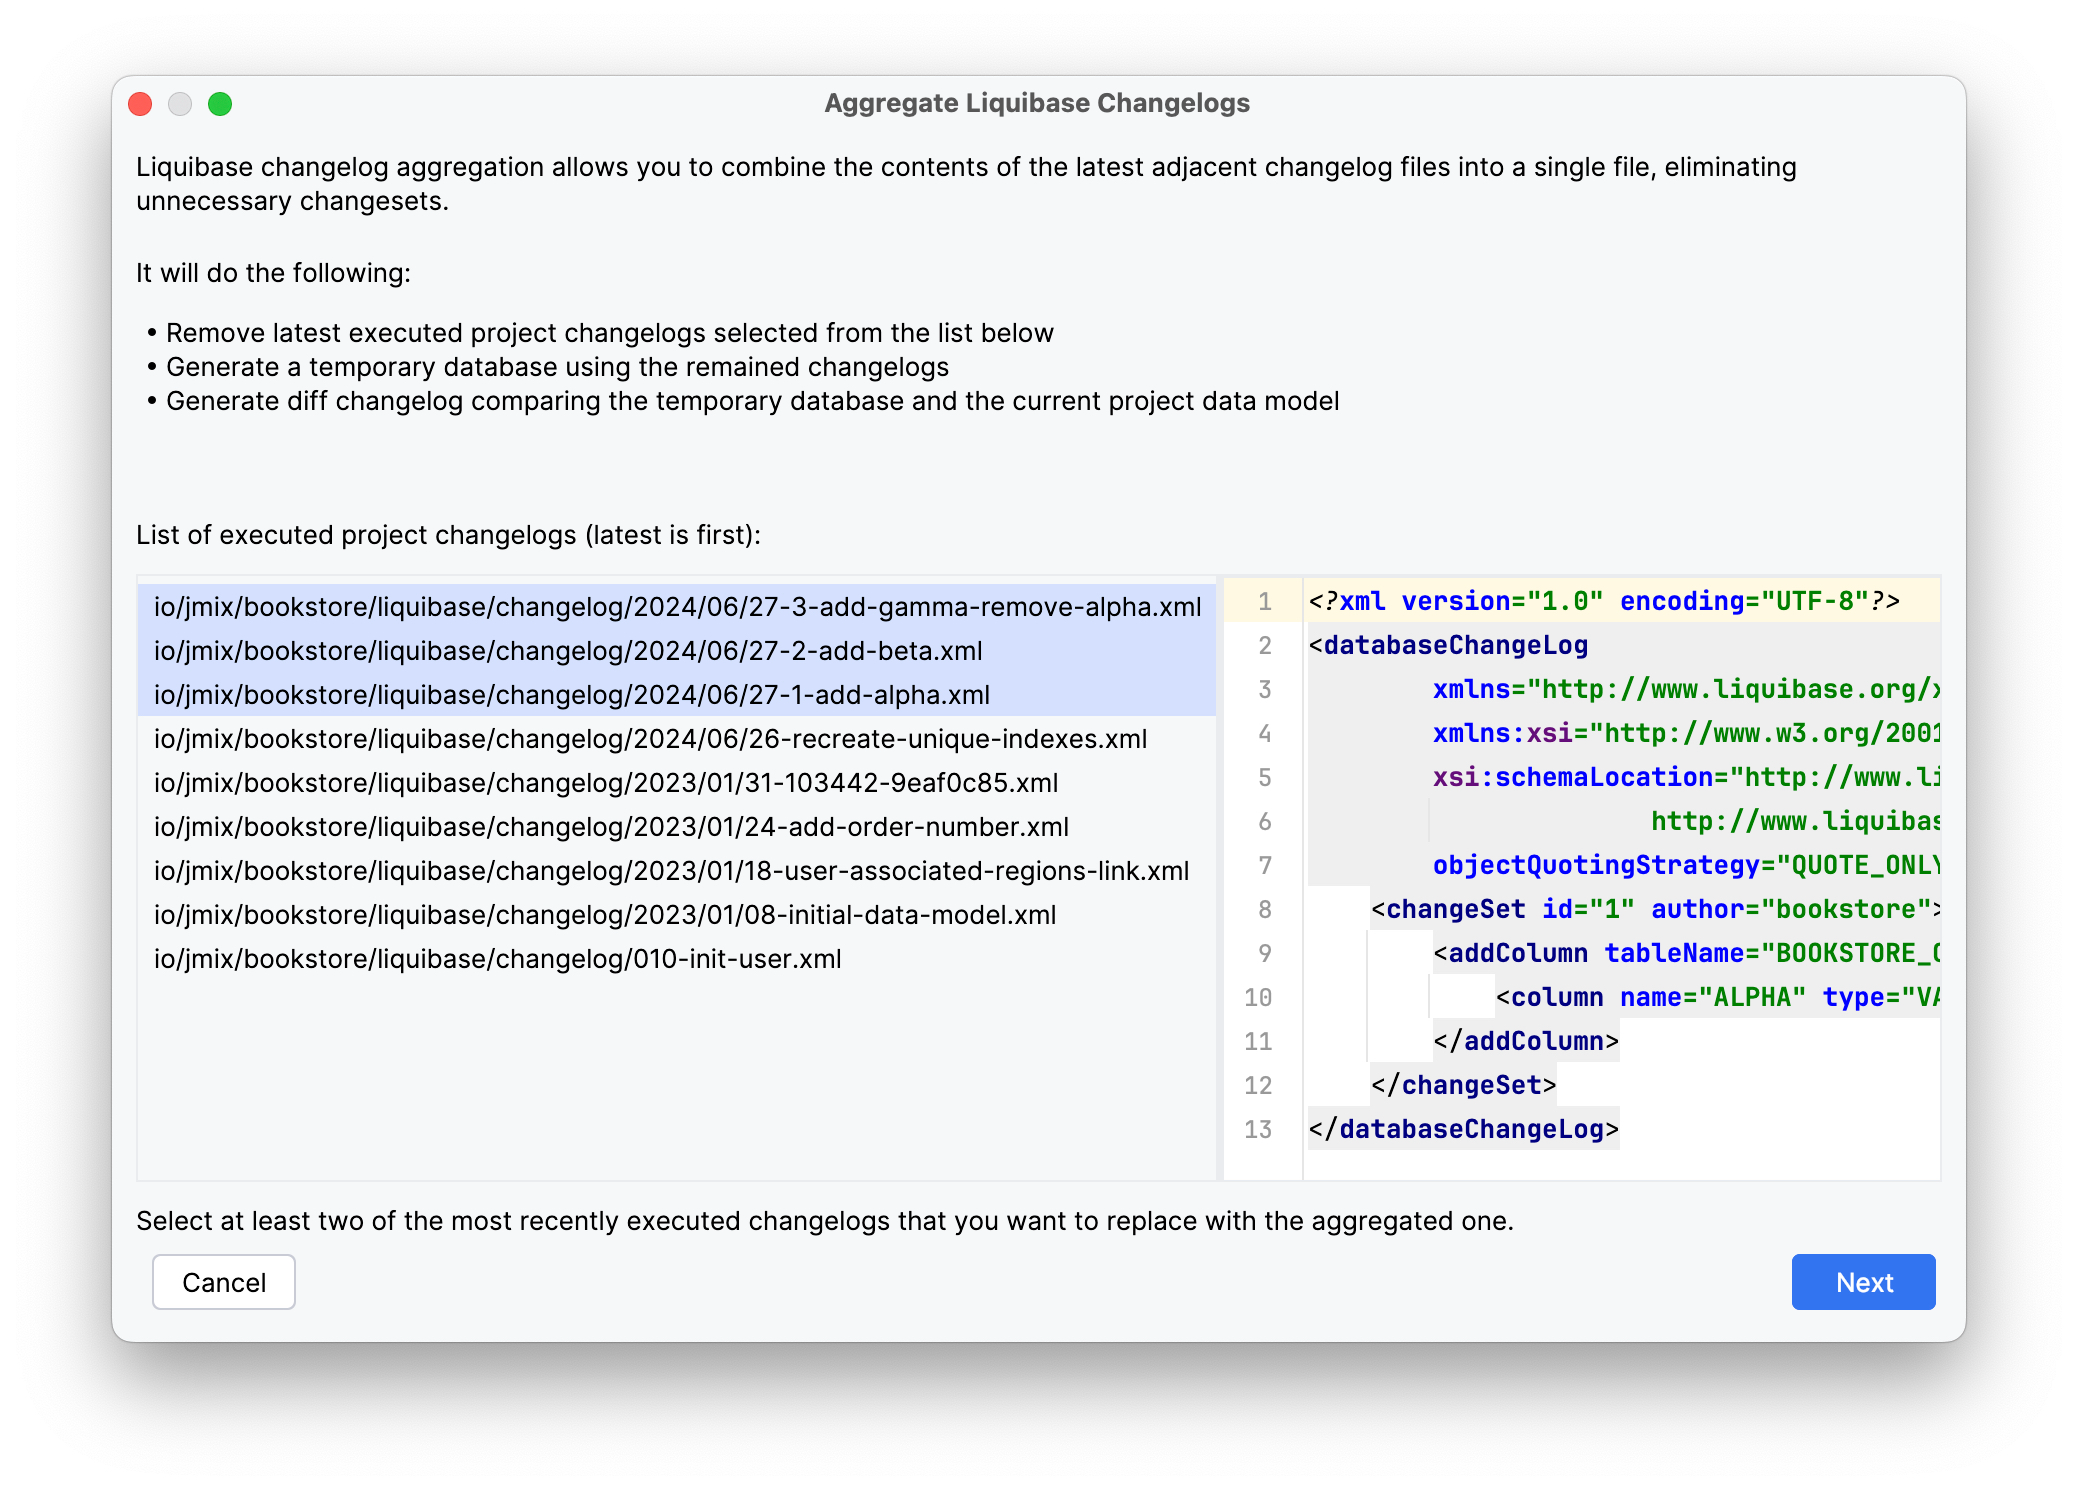 Aggregate Liquibase Changelogs
Liquibase changelog aggregation allows you to combine the contents of the latest adjacent changelog files into a single file, eliminating
unnecessary changesets.
It will do the following:
• Remove latest executed project changelogs selected from the list below
• Generate a temporary database using the remained changelogs
• Generate diff changelog comparing the temporary database and the current project data model
List of executed project changelogs (latest is first):
io/jmix/bookstore/liquibase/changelog/2024/06/27-3-add-gamma-remove-alpha.xml
io/jmix/bookstore/liquibase/changelog/2024/06/27-2-add-beta.xml
io/jmix/bookstore/liquibase/changelog/2024/06/27-1-add-alpha.xml
io/jmix/bookstore/liquibase/changelog/2024/06/26-recreate-unique-indexes.xml
io/jmix/bookstore/liquibase/changelog/2023/01/31-103442-9eaf0c85.xml
io/jmix/bookstore/liquibase/changelog/2023/01/24-add-order-number.xml
io/jmix/bookstore/liquibase/changelog/2023/01/18-user-associated-regions-link.xml
io/jmix/bookstore/liquibase/changelog/2023/01/08-initial-data-model.xml
io/jmix/bookstore/liquibase/changelog/010-init-user.xml
1 <?xml version="1.0" encoding="UTF-8"?>
2 <databaseChangeLog
3 xmlns="http://www.liquibase.org/x
4 xmlns:xsi="http://www.w3.org/2001
5 xsi:schemaLocation="http://www.li
6 http://www.liquibas
7 objectQuotingStrategy="QUOTE_ONLY
8 <changeSet id="1" author="bookstore">
9 <addColumn tableName="BOOKSTORE_
10 <column name="ALPHA" type="VA
11 </addColumn>
12 </changeSet>
13 </databaseChangeLog>
Select at least two of the most recently executed changelogs that you want to replace with the aggregated one.
Cancel
Next